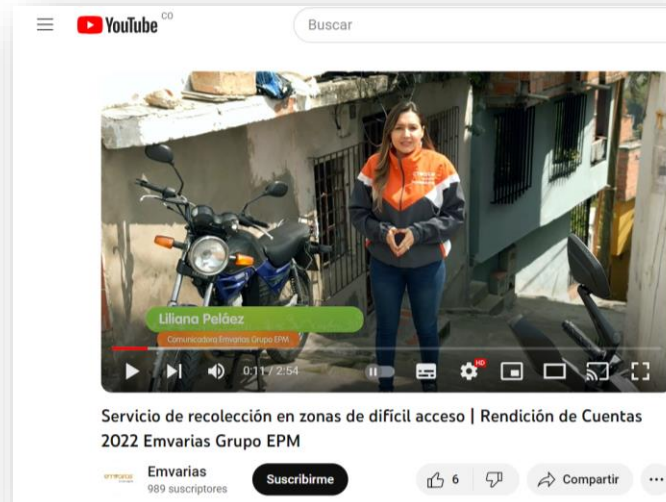 YouTube CO
Buscar
Liliana Peláez
Comunicadora Emvarias Grupo EPM
0:11 / 2:54
HD
Servicio de recolección en zonas de difícil acceso | Rendición de Cuentas
2022 Emvarias Grupo EPM
Emvarias
989 suscriptores
Suscribirme
6
Compartir